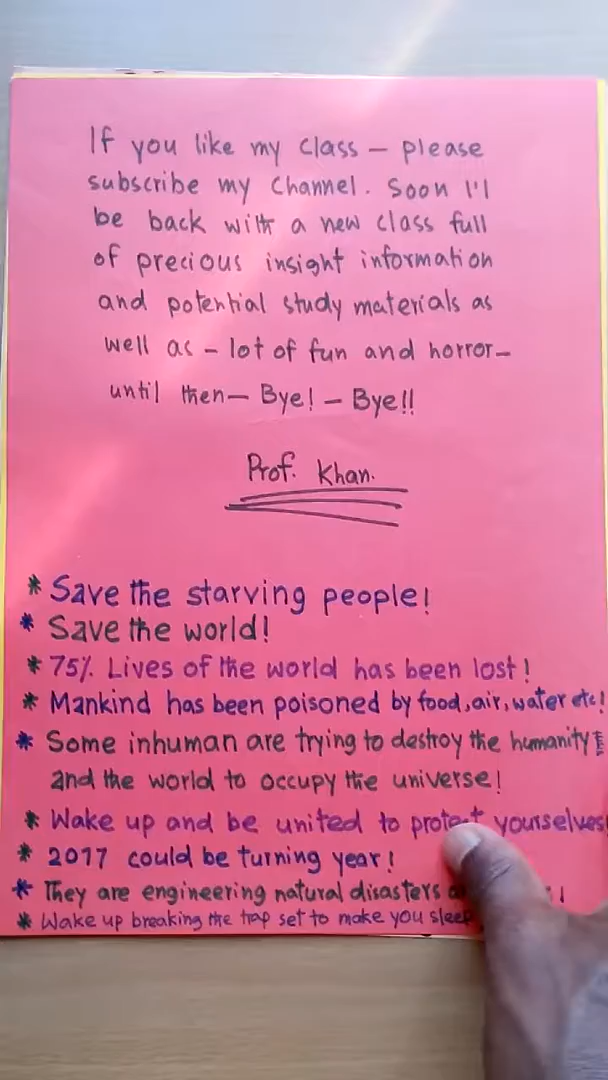 If you like my class – please
subscribe my Channel. Soon I'll
be back with a new class full
of precious insight information
and potential study materials as
well as – lot of fun and horror–
until then– Bye! – Bye!!
Prof. Khan.
* Save the starving people!
* Save the world!
* 75% Lives of the world has been lost!
* Mankind has been poisoned by food, air, water etc!
* Some inhuman are trying to destroy the humanity
and the world to occupy the universe!
* Wake up and be united to protect yourselves!
* 2017 could be turning year!
* They are engineering natural disasters
* Wake up breaking the trap set to make you sleep